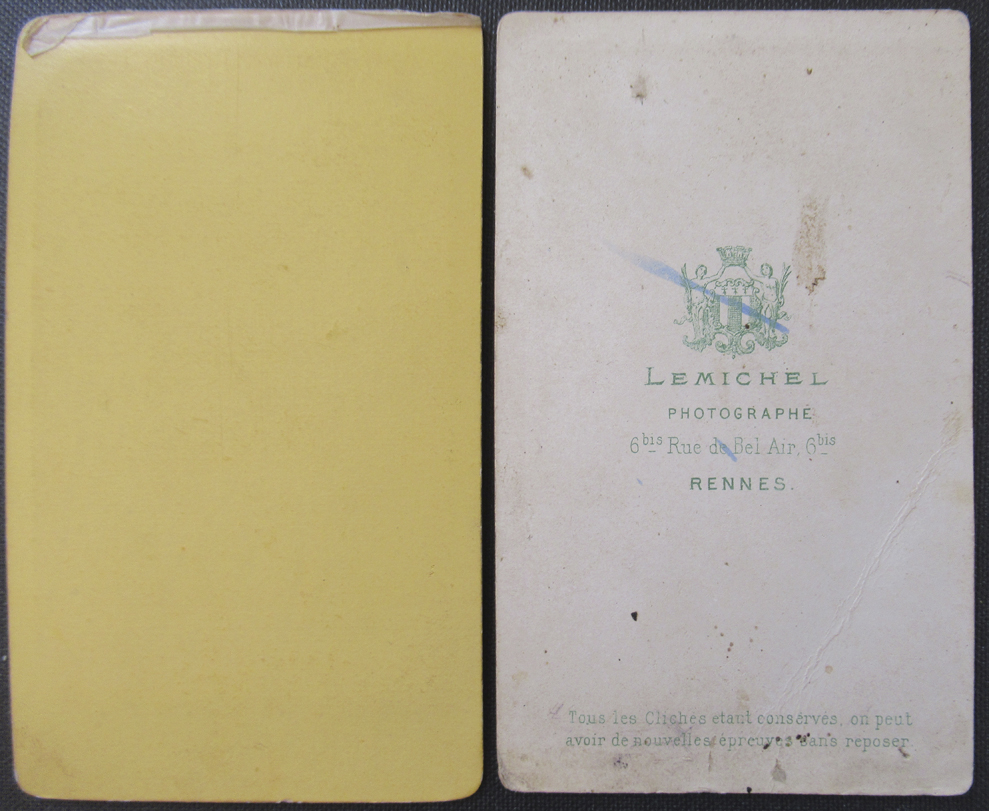 LEMICHEL
PHOTOGRAPHE
6bis Rue de Bel Air, 6bis
RENNES.
Tous les Clichés étant conservés, on peut
avoir de nouvelles épreuves sans reposer.